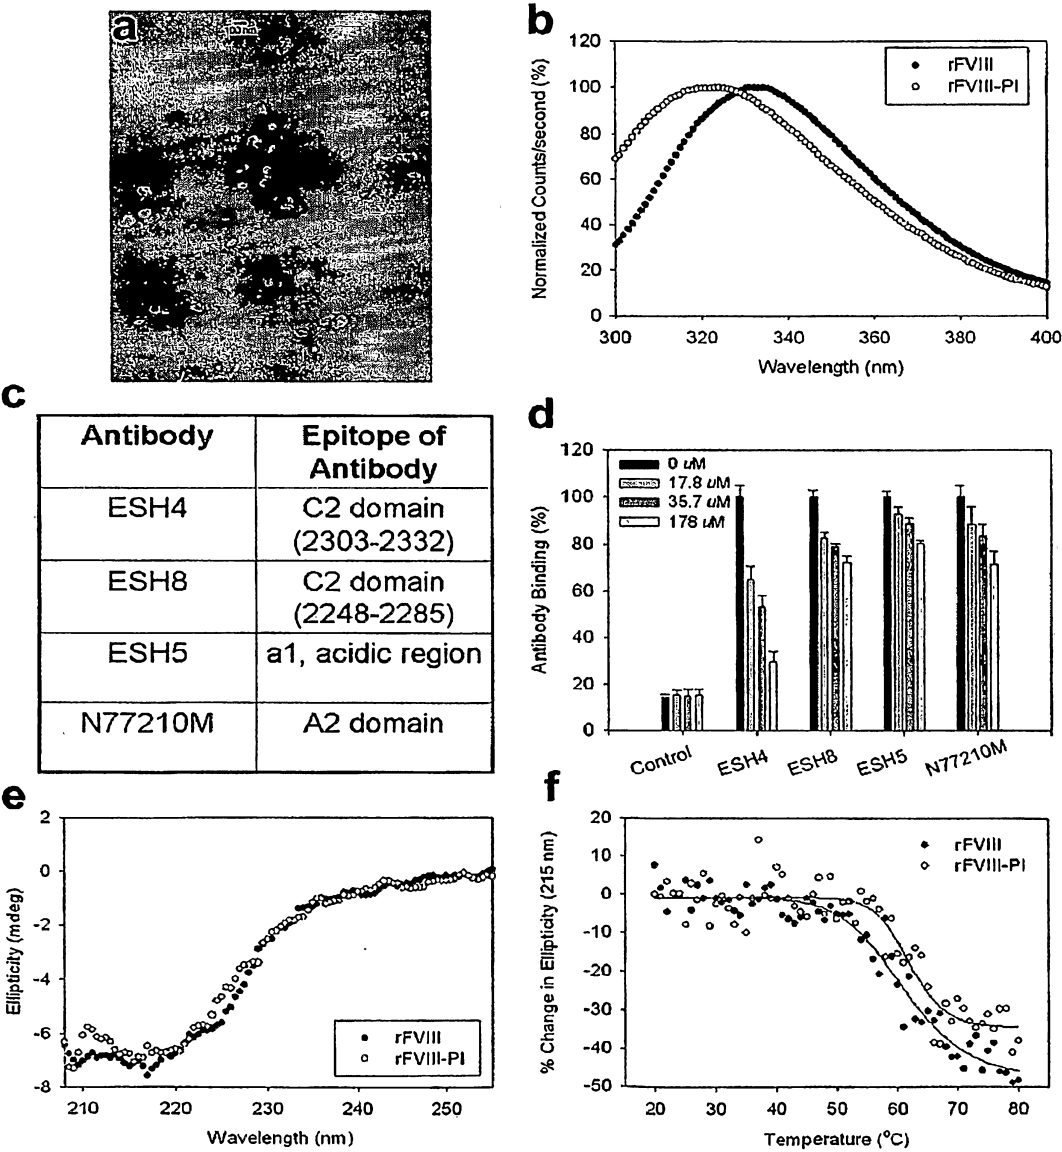 a
b
120
100
80
60
40
20
0
Normalized Counts/second (%)
rFVIII
rFVIII-PI
300
320
340
360
380
400
Wavelength (nm)
c
Antibody
Epitope of
Antibody
ESH4
C2 domain
(2303-2332)
ESH8
C2 domain
(2248-2285)
ESH5
a1, acidic region
N77210M
A2 domain
d
120
100
80
60
40
20
0
Antibody Binding (%)
0 uM
17.8 uM
35.7 uM
178 uM
Control
ESH4
ESH8
ESH5
N77210M
e
2
0
-2
-4
-6
-8
Ellipticity (mdeg)
rFVIII
rFVIII-PI
210
220
230
240
250
Wavelength (nm)
f
20
10
0
-10
-20
-30
-40
-50
% Change in Ellipticity (215 nm)
rFVIII
rFVIII-PI
20
30
40
50
60
70
80
Temperature (°C)